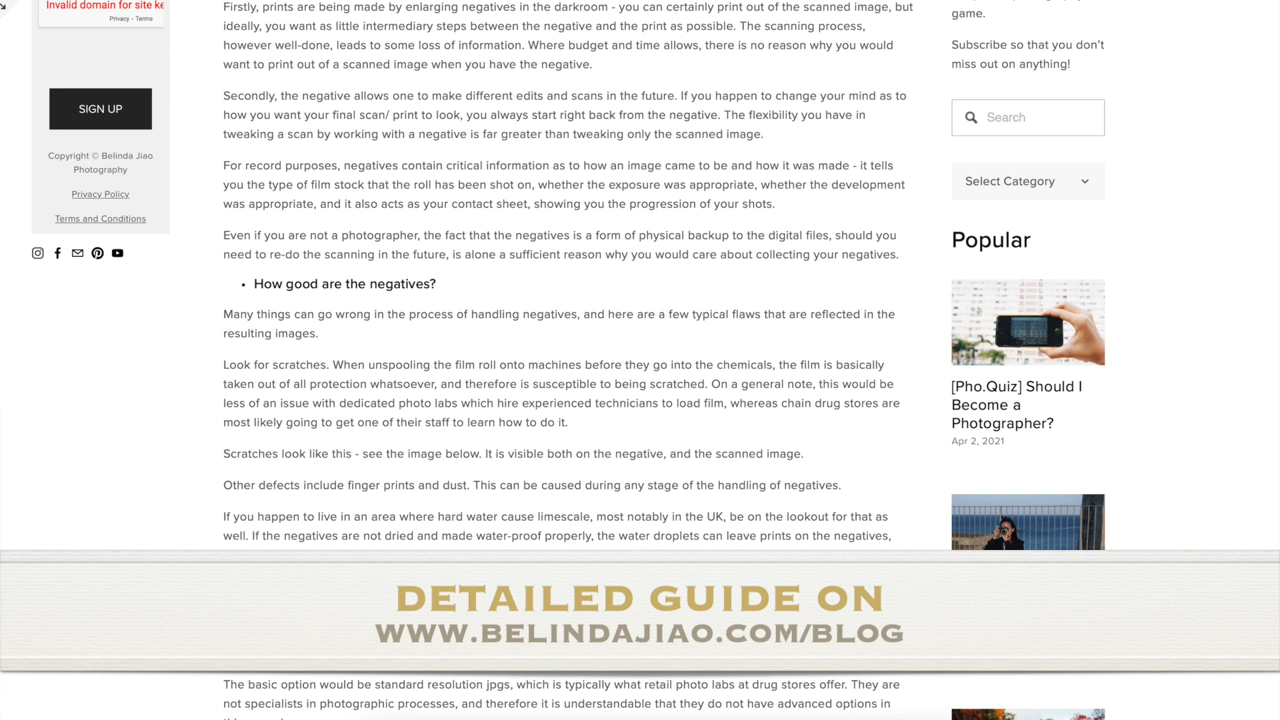 Invalid domain for site ke
Privacy - Terms
SIGN UP
Copyright © Belinda Jiao
Photography
Privacy Policy
Terms and Conditions
Firstly, prints are being made by enlarging negatives in the darkroom - you can certainly print out of the scanned image, but
ideally, you want as little intermediary steps between the negative and the print as possible. The scanning process,
however well-done, leads to some loss of information. Where budget and time allows, there is no reason why you would
want to print out of a scanned image when you have the negative.
Secondly, the negative allows one to make different edits and scans in the future. If you happen to change your mind as to
how you want your final scan/ print to look, you always start right back from the negative. The flexibility you have in
tweaking a scan by working with a negative is far greater than tweaking only the scanned image.
For record purposes, negatives contain critical information as to how an image came to be and how it was made - it tells
you the type of film stock that the roll has been shot on, whether the exposure was appropriate, whether the development
was appropriate, and it also acts as your contact sheet, showing you the progression of your shots.
Even if you are not a photographer, the fact that the negatives is a form of physical backup to the digital files, should you
need to re-do the scanning in the future, is alone a sufficient reason why you would care about collecting your negatives.
• How good are the negatives?
Many things can go wrong in the process of handling negatives, and here are a few typical flaws that are reflected in the
resulting images.
Look for scratches. When unspooling the film roll onto machines before they go into the chemicals, the film is basically
taken out of all protection whatsoever, and therefore is susceptible to being scratched. On a general note, this would be
less of an issue with dedicated photo labs which hire experienced technicians to load film, whereas chain drug stores are
most likely going to get one of their staff to learn how to do it.
Scratches look like this - see the image below. It is visible both on the negative, and the scanned image.
Other defects include finger prints and dust. This can be caused during any stage of the handling of negatives.
If you happen to live in an area where hard water cause limescale, most notably in the UK, be on the lookout for that as
well. If the negatives are not dried and made water-proof properly, the water droplets can leave prints on the negatives,
DETAILED GUIDE ON
WWW.BELINDAJIAO.COM/BLOG
The basic option would be standard resolution jpgs, which is typically what retail photo labs at drug stores offer. They are
not specialists in photographic processes, and therefore it is understandable that they do not have advanced options in
game.
Subscribe so that you don't
miss out on anything!
Search
Select Category
Popular
[Pho.Quiz] Should I
Become a
Photographer?
Apr 2, 2021